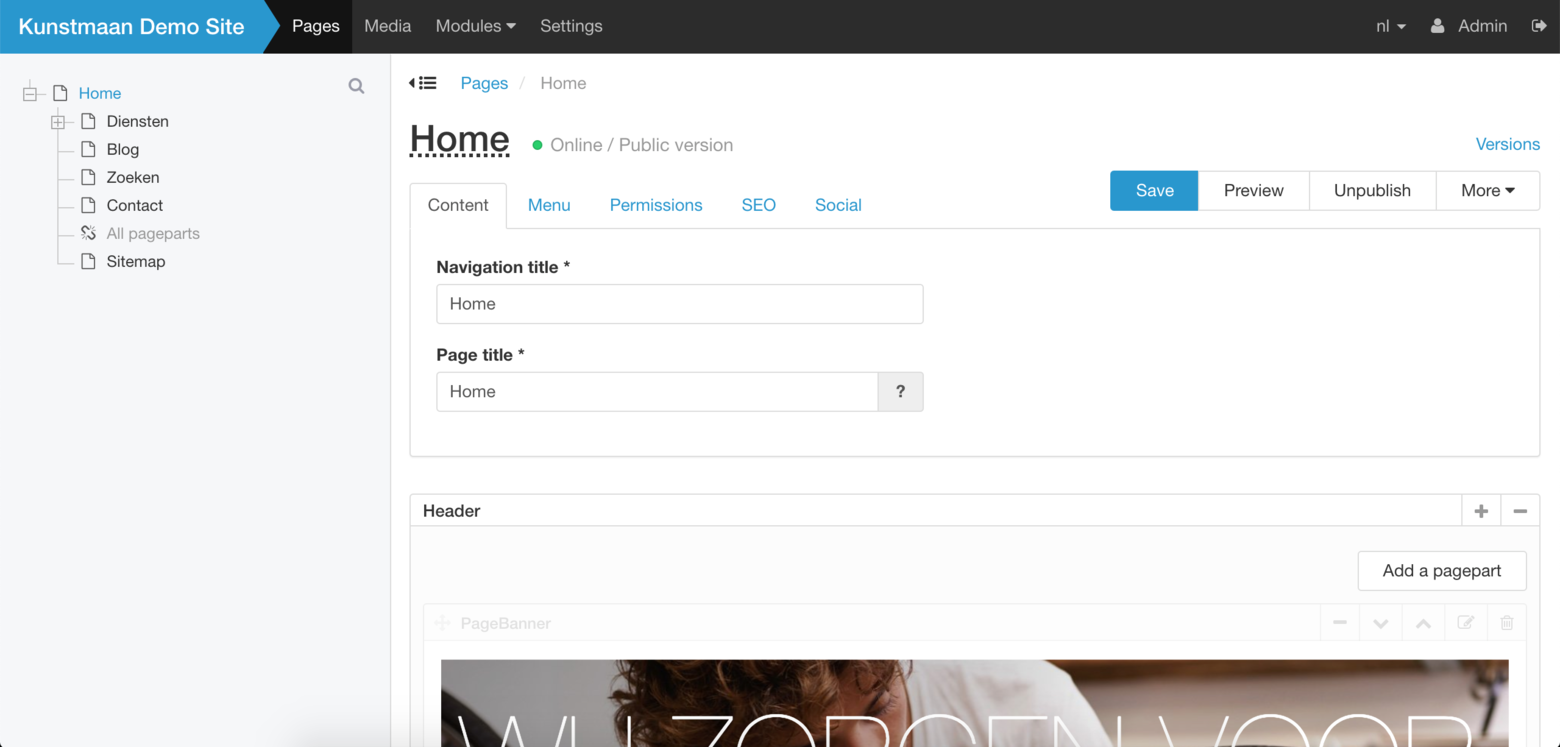 Kunstmaan Demo Site Pages Media Modules Settings nl Admin
Home
Diensten
Blog
Zoeken
Contact
All pageparts
Sitemap
Pages / Home
Home Online / Public version Versions
Content Menu Permissions SEO Social Save Preview Unpublish More
Navigation title *
Home
Page title *
Home ?
Header
Add a pagepart
PageBanner
WIJ ZORGEN VOOR